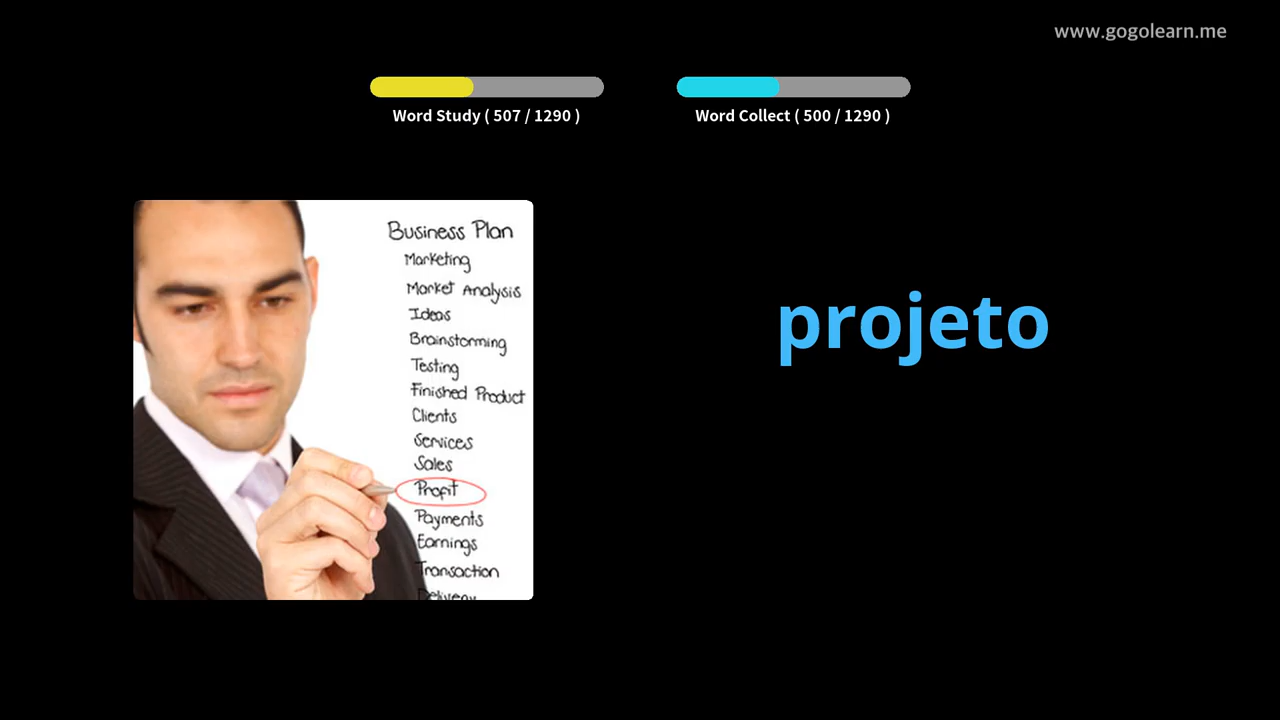 www.gogolearn.me
Word Study ( 507 / 1290 )
Word Collect ( 500 / 1290 )
Business Plan
Marketing
Market Analysis
Ideas
Brainstorming
Testing
Finished Product
Clients
Services
Sales
Profit
Payments
Earnings
Transaction
Delivery
projeto